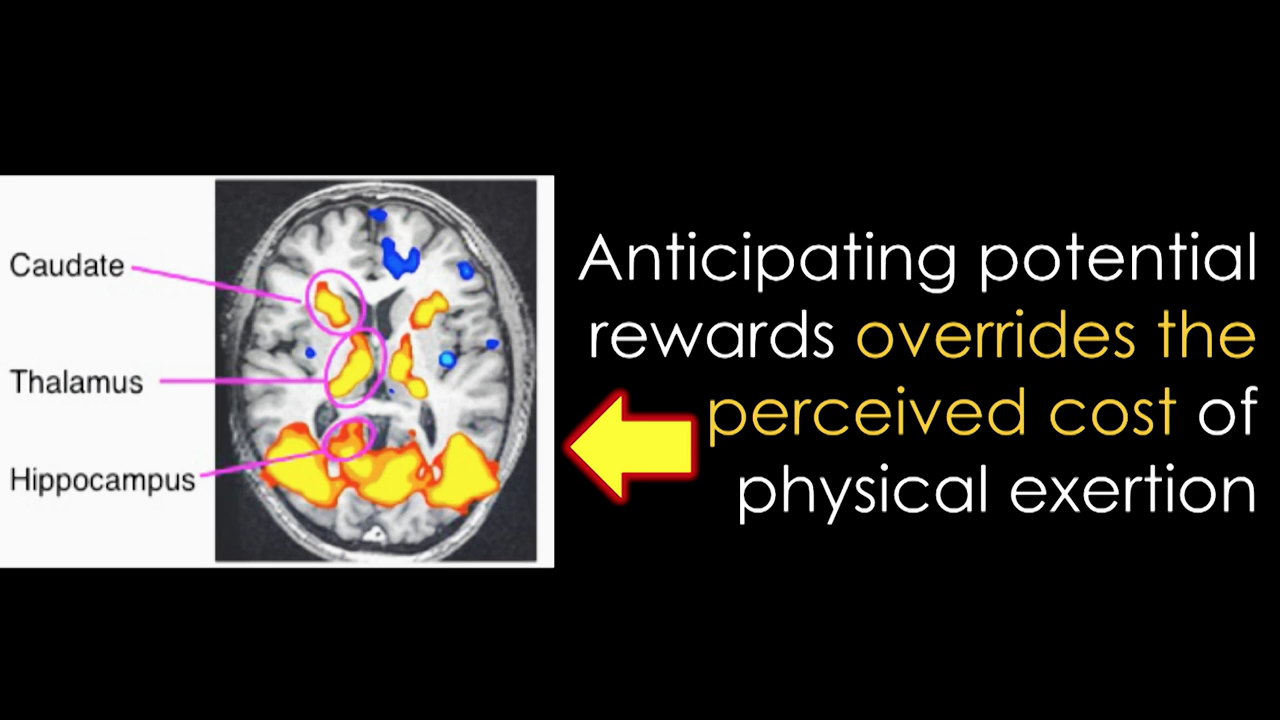 Caudate
Thalamus
Hippocampus
Anticipating potential
rewards overrides the
perceived cost of
physical exertion